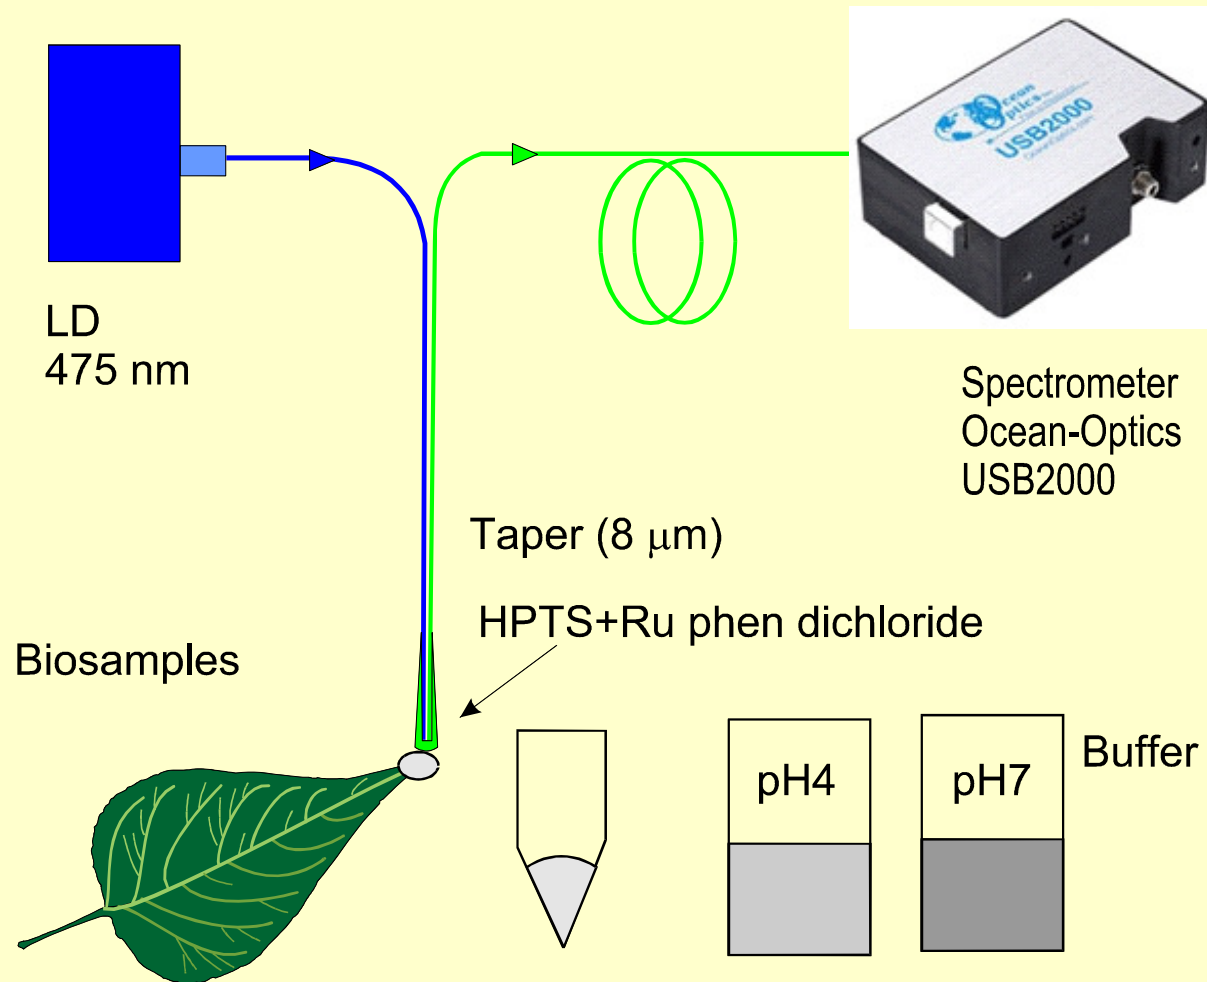 Ocean
Optics
USB2000
LD
475 nm
Spectrometer
Ocean-Optics
USB2000
Taper (8 μm)
HPTS+Ru phen dichloride
Biosamples
pH4
pH7
Buffer